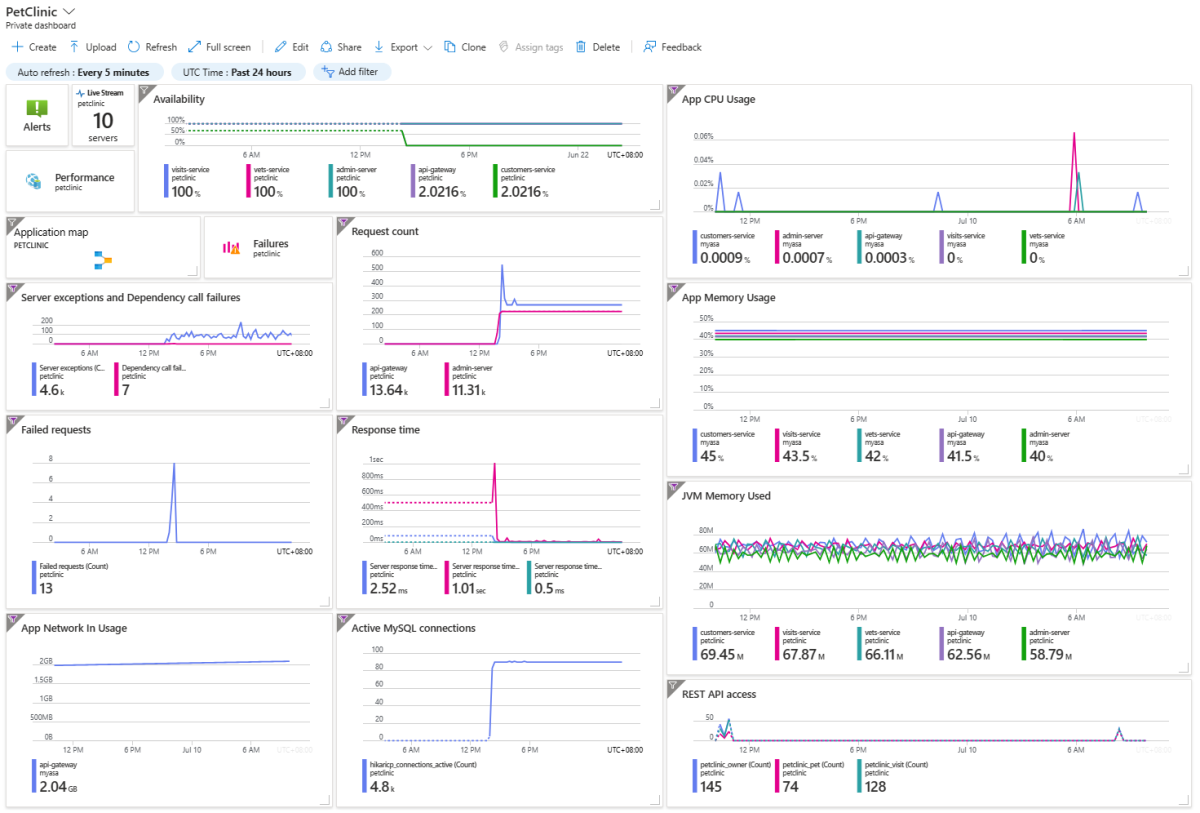 PetClinic
Private dashboard
Create Upload Refresh Full screen Edit Share Export Clone Assign tags Delete Feedback
Auto refresh : Every 5 minutes UTC Time : Past 24 hours Add filter
Alerts
Live Stream
petclinic
10
servers
Performance
petclinic
Availability
100%
50%
0%
6 AM 12 PM 6 PM Jun 22 UTC+08:00
visits-service vets-service admin-server api-gateway customers-service
petclinic petclinic petclinic petclinic petclinic
100 % 100 % 100 % 2.0216 % 2.0216 %
App CPU Usage
0.06%
0.04%
0.02%
0%
12 PM 6 PM Jul 10 6 AM UTC+08:00
customers-service admin-server api-gateway visits-service vets-service
myasa myasa myasa myasa myasa
0.0009 % 0.0007 % 0.0003 % 0 % 0 %
Application map
PETCLINIC
Failures
petclinic
Request count
600
500
400
300
200
100
0
6 AM 12 PM 6 PM UTC+08:00
api-gateway admin-server
petclinic petclinic
13.64 k 11.31 k
Server exceptions and Dependency call failures
200
100
0
6 AM 12 PM 6 PM UTC+08:00
Server exceptions (C... Dependency call fail...
petclinic petclinic
4.6 k 7
App Memory Usage
50%
40%
30%
20%
10%
0%
12 PM 6 PM Jul 10 6 AM UTC+08:00
customers-service visits-service vets-service api-gateway admin-server
myasa myasa myasa myasa myasa
45 % 43.5 % 42 % 41.5 % 40 %
Failed requests
8
6
4
2
0
6 AM 12 PM 6 PM UTC+08:00
Failed requests (Count)
petclinic
13
Response time
1sec
800ms
600ms
400ms
200ms
0ms
6 AM 12 PM 6 PM UTC+08:00
Server response time... Server response time... Server response time...
petclinic petclinic petclinic
2.52 ms 1.01 sec 0.5 ms
JVM Memory Used
80M
60M
40M
20M
0
12 PM 6 PM Jul 10 6 AM UTC+08:00
customers-service visits-service vets-service api-gateway admin-server
petclinic petclinic petclinic petclinic petclinic
69.45 M 67.87 M 66.11 M 62.56 M 58.79 M
App Network In Usage
2GB
1.5GB
1GB
500MB
0B
12 PM 6 PM Jul 10 6 AM UTC+08:00
api-gateway
myasa
2.04 GB
Active MySQL connections
100
80
60
40
20
0
6 AM 12 PM 6 PM UTC+08:00
hikaricp_connections_active (Count)
petclinic
4.8 k
REST API access
50
0
12 PM 6 PM Jul 10 6 AM UTC+08:00
petclinic_owner (Count) petclinic_pet (Count) petclinic_visit (Count)
petclinic petclinic petclinic
145 74 128